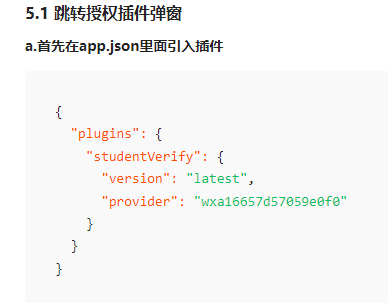 5.1 跳转授权插件弹窗
a.首先在app.json里面引入插件
{
  "plugins": {
    "studentVerify": {
      "version": "latest",
      "provider": "wxa16657d57059e0f0"
    }
  }
}